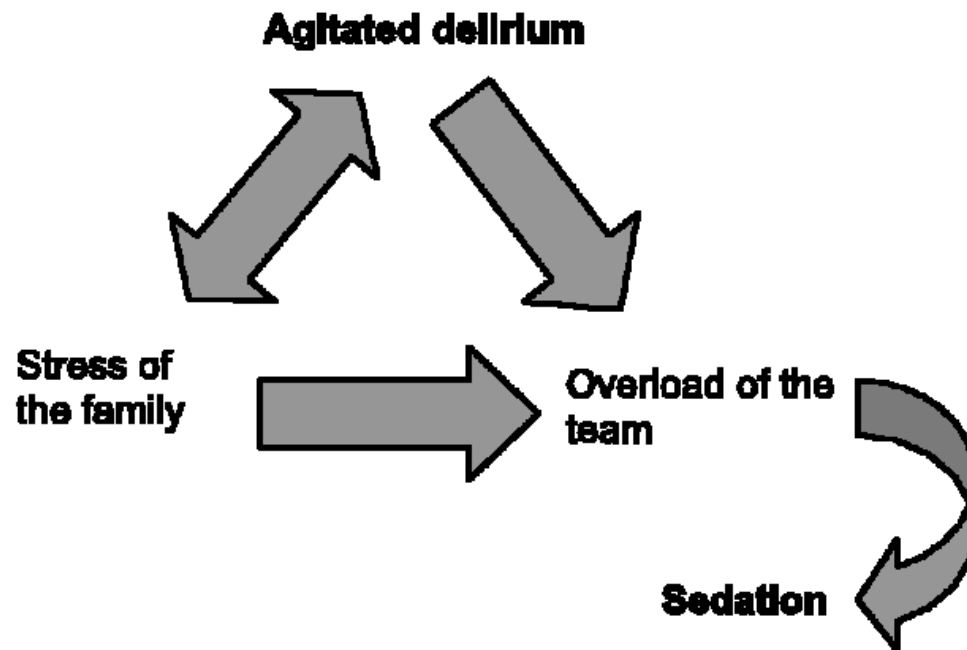 Agitated delirium
Stress of
the family
Overload of the
team
Sedation